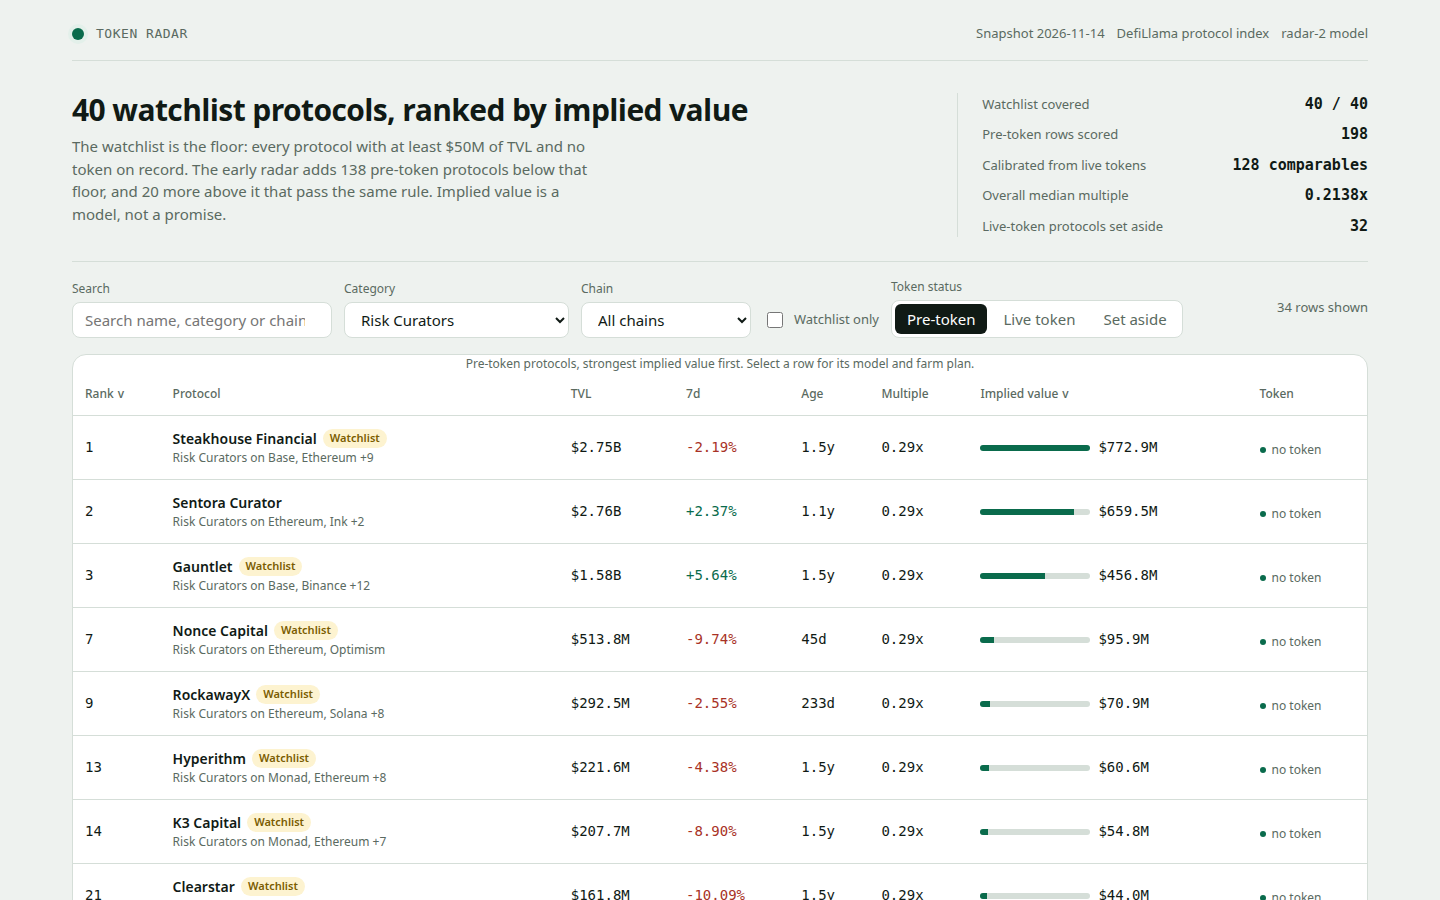 TOKEN RADAR
Snapshot 2026-11-14 DefiLlama protocol index radar-2 model
40 watchlist protocols, ranked by implied value
The watchlist is the floor: every protocol with at least $50M of TVL and no
token on record. The early radar adds 138 pre-token protocols below that
floor, and 20 more above it that pass the same rule. Implied value is a
model, not a promise.
Watchlist covered 40 / 40
Pre-token rows scored 198
Calibrated from live tokens 128 comparables
Overall median multiple 0.2138x
Live-token protocols set aside 32
Search Category Chain Token status
Search name, category or chain Risk Curators All chains Watchlist only Pre-token Live token Set aside 34 rows shown
Pre-token protocols, strongest implied value first. Select a row for its model and farm plan.
Rank v Protocol TVL 7d Age Multiple Implied value v Token
1 Steakhouse Financial Watchlist $2.75B -2.19% 1.5y 0.29x $772.9M no token
Risk Curators on Base, Ethereum +9
2 Sentora Curator $2.76B +2.37% 1.1y 0.29x $659.5M no token
Risk Curators on Ethereum, Ink +2
3 Gauntlet Watchlist $1.58B +5.64% 1.5y 0.29x $456.8M no token
Risk Curators on Base, Binance +12
7 Nonce Capital Watchlist $513.8M -9.74% 45d 0.29x $95.9M no token
Risk Curators on Ethereum, Optimism
9 RockawayX Watchlist $292.5M -2.55% 233d 0.29x $70.9M no token
Risk Curators on Ethereum, Solana +8
13 Hyperithm Watchlist $221.6M -4.38% 1.5y 0.29x $60.6M no token
Risk Curators on Monad, Ethereum +8
14 K3 Capital Watchlist $207.7M -8.90% 1.5y 0.29x $54.8M no token
Risk Curators on Monad, Ethereum +7
21 Clearstar Watchlist $161.8M -10.09% 1.5y 0.29x $44.0M no token